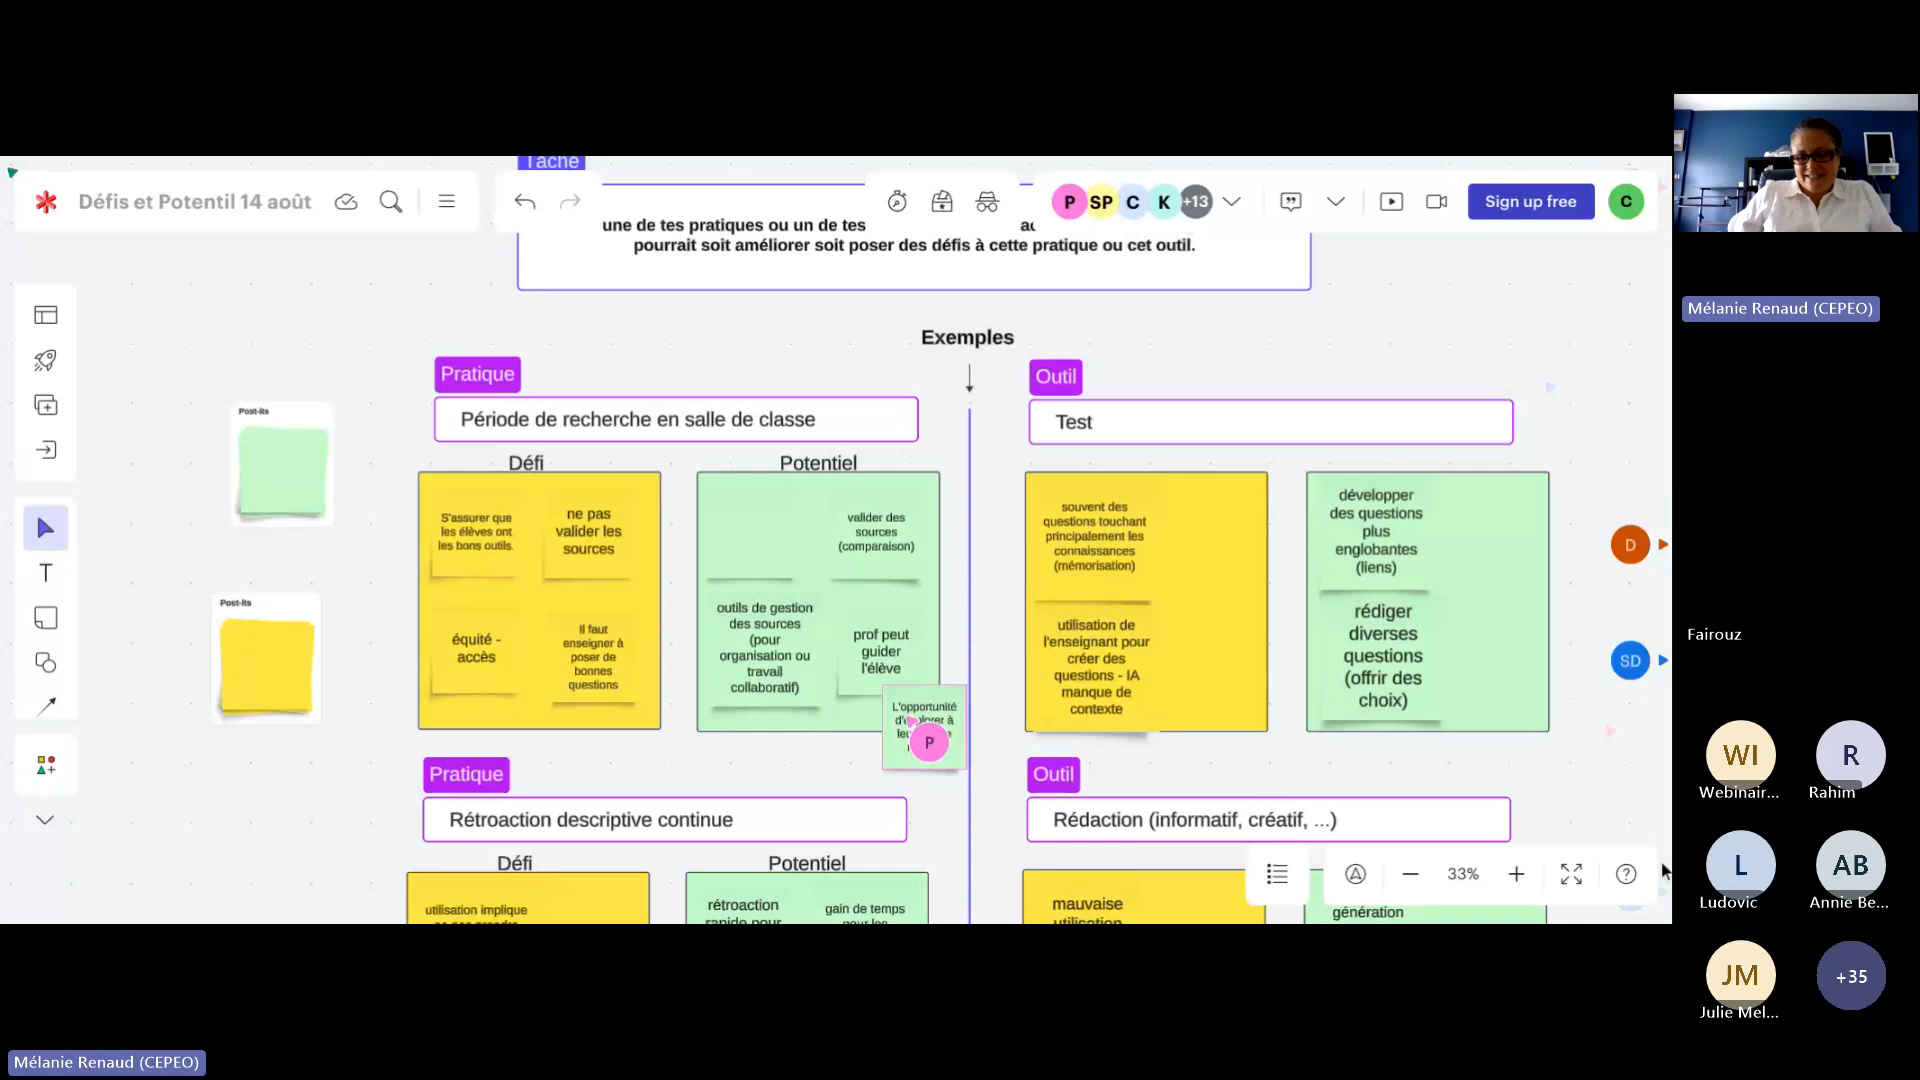 Tâche
Défis et Potentil 14 août
P
SP
C
K
+13
Sign up free
C
une de tes pratiques ou un de tes
pourrait soit améliorer soit poser des défis à cette pratique ou cet outil.
Exemples
Pratique
Période de recherche en salle de classe
Défi
Potentiel
S'assurer que
les élèves ont
les bons outils.
ne pas
valider les
sources
équité -
accès
Il faut
enseigner à
poser de
bonnes
questions
valider des
sources
(comparaison)
outils de gestion
des sources
(pour
organisation ou
travail
collaboratif)
prof peut
guider
l'élève
L'opportunité
P
Outil
Test
souvent des
questions touchant
principalement les
connaissances
(mémorisation)
utilisation de
l'enseignant pour
créer des
questions - IA
manque de
contexte
développer
des questions
plus
englobantes
(liens)
rédiger
diverses
questions
(offrir des
choix)
Post-its
Post-its
T
D
SD
Pratique
Rétroaction descriptive continue
Défi
Potentiel
utilisation implique
rétroaction
rapide pour
gain de temps
pour les
Outil
Rédaction (informatif, créatif, ...)
mauvaise
utilisation
génération
33%
Mélanie Renaud (CEPEO)
Fairouz
WI
Webinair...
R
Rahim
L
Ludovic
AB
Annie Be...
JM
Julie Mel...
+35
Mélanie Renaud (CEPEO)